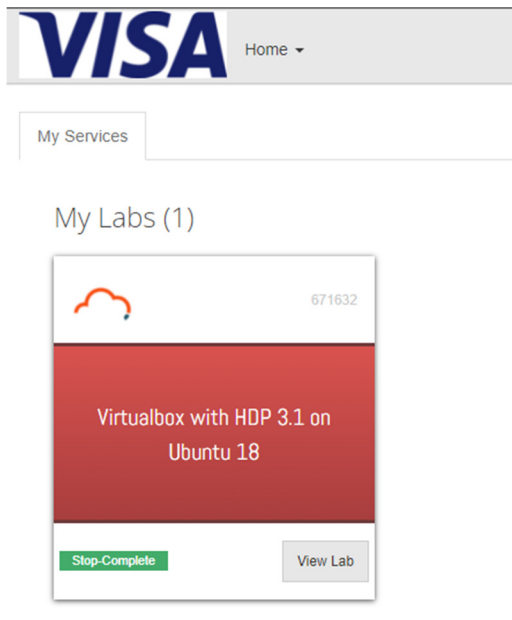 VISA
Home
My Services
My Labs (1)
671632
Virtualbox with HDP 3.1 on
Ubuntu 18
Stop-Complete
View Lab